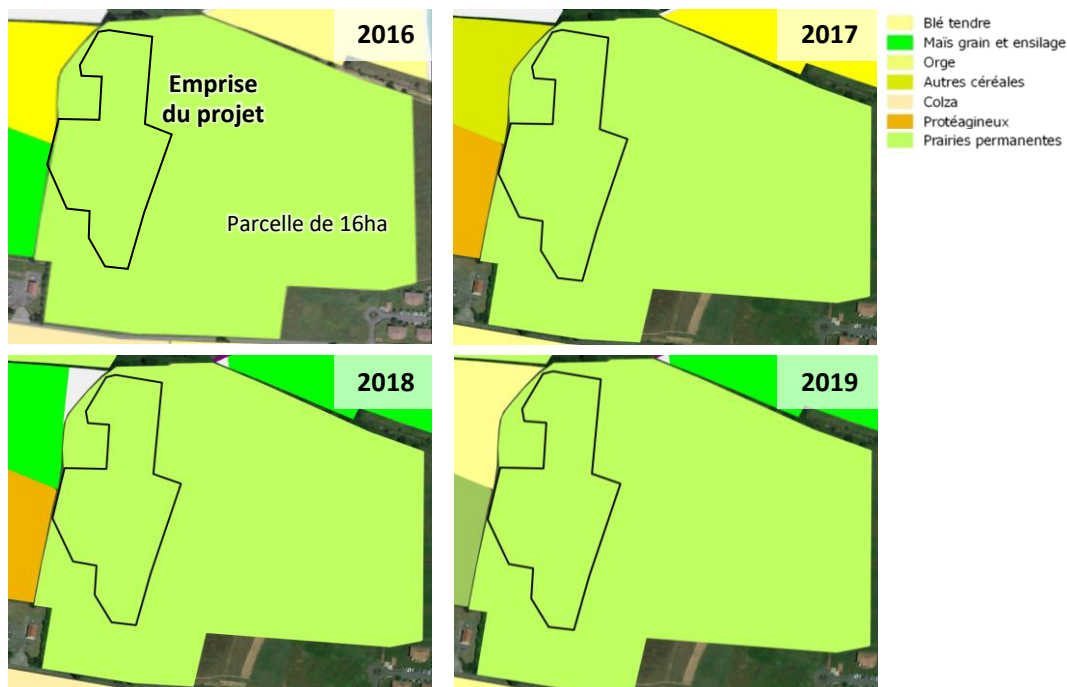 2016
Emprise
du projet
Parcelle de 16ha
2017
Blé tendre
Maïs grain et ensilage
Orge
Autres céréales
Colza
Protéagineux
Prairies permanentes
2018
2019